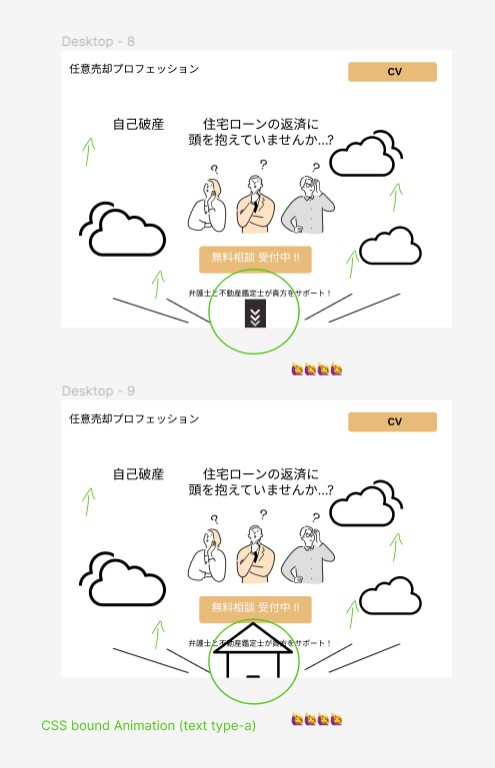 Desktop - 8
任意売却プロフェッション
CV
自己破産
住宅ローンの返済に
頭を抱えていませんか...?
? ? ?
無料相談 受付中 !!
弁護士と不動産鑑定士が貴方をサポート！
Desktop - 9
任意売却プロフェッション
CV
自己破産
住宅ローンの返済に
頭を抱えていませんか...?
? ? ?
無料相談 受付中 !!
弁護士と不動産鑑定士が貴方をサポート！
CSS bound Animation (text type-a)